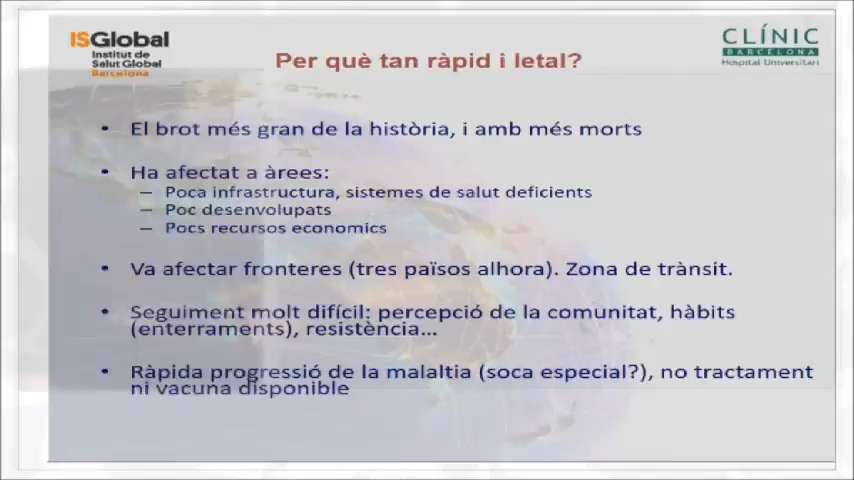 ISGlobal
Institut de
Salut Global
Barcelona
CLÍNIC
BARCELONA
Hospital Universitari
Per què tan ràpid i letal?
• El brot més gran de la història, i amb més morts
• Ha afectat a àrees:
– Poca infrastructura, sistemes de salut deficients
– Poc desenvolupats
– Pocs recursos economics
• Va afectar fronteres (tres països alhora). Zona de trànsit.
• Seguiment molt difícil: percepció de la comunitat, hàbits
(enterraments), resistència...
• Ràpida progressió de la malaltia (soca especial?), no tractament
ni vacuna disponible